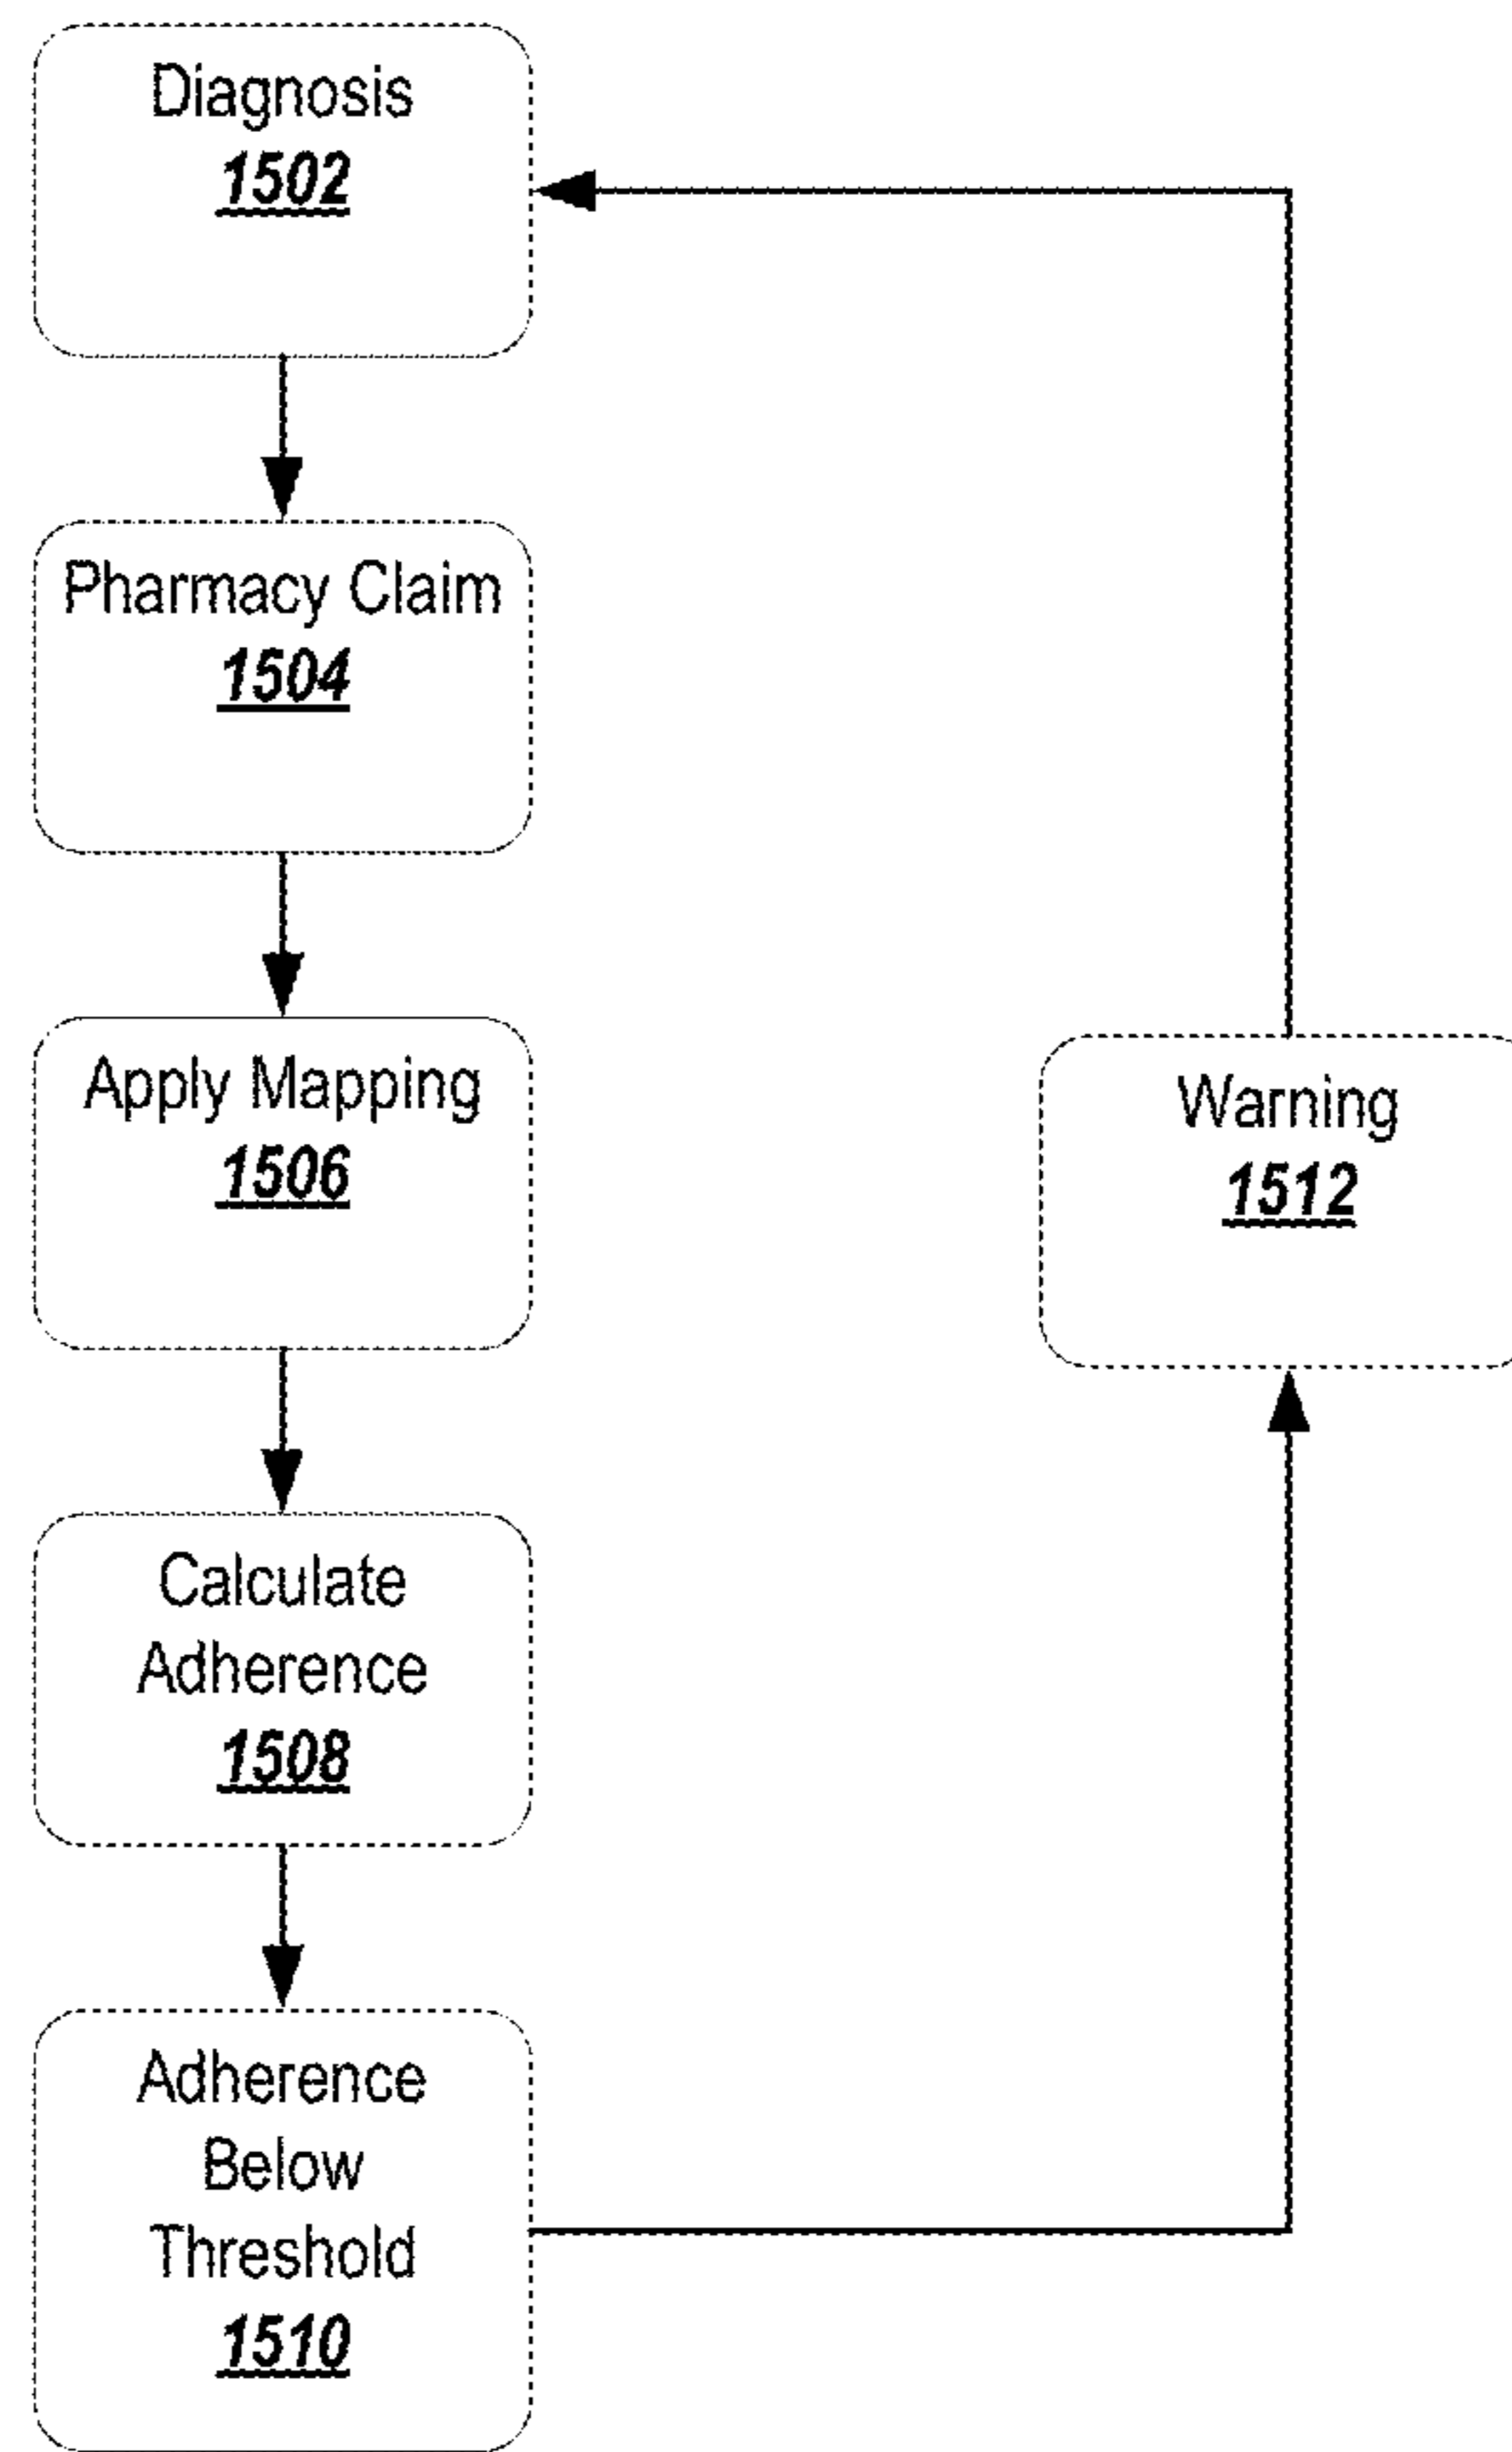 Diagnosis
1502
Pharmacy Claim
1504
Apply Mapping
1506
Warning
1512
Calculate
Adherence
1508
Adherence
Below
Threshold
1510